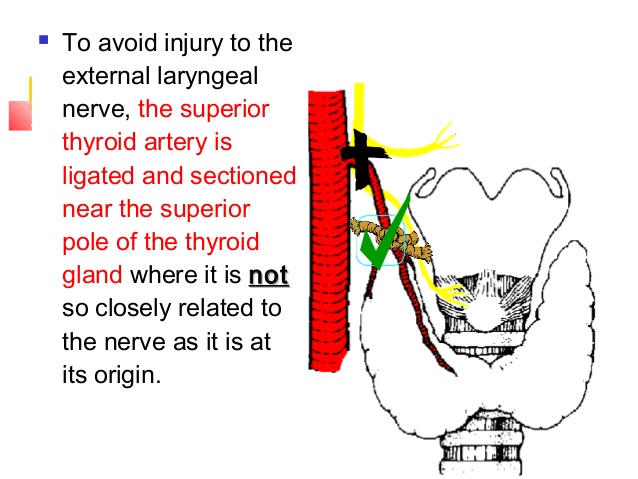 To avoid injury to the
external laryngeal
nerve, the superior
thyroid artery is
ligated and sectioned
near the superior
pole of the thyroid
gland where it is not
so closely related to
the nerve as it is at
its origin.